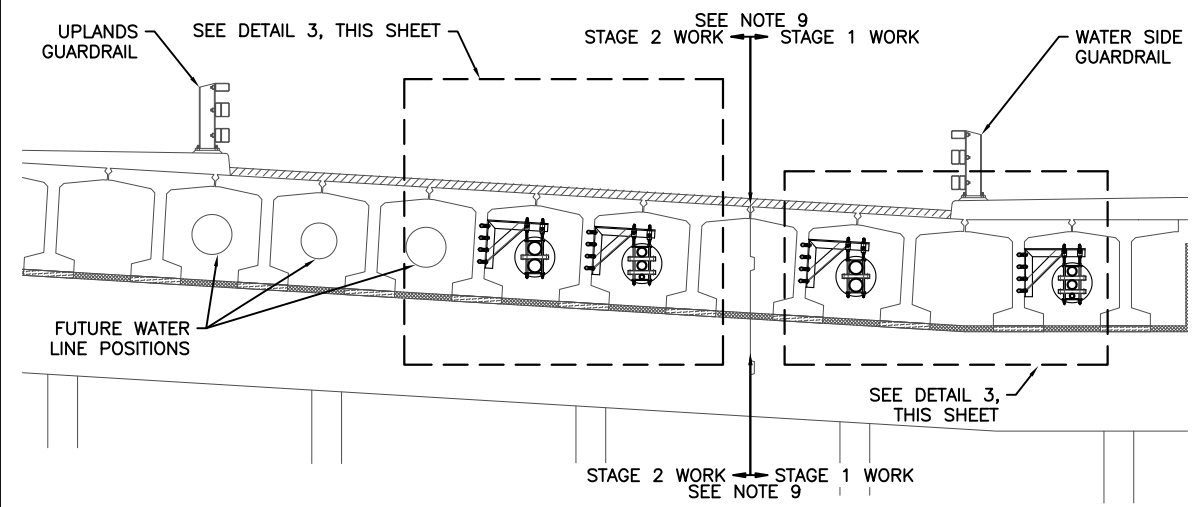 UPLANDS
GUARDRAIL
SEE DETAIL 3, THIS SHEET
SEE NOTE 9
STAGE 2 WORK
STAGE 1 WORK
WATER SIDE
GUARDRAIL
FUTURE WATER
LINE POSITIONS
SEE DETAIL 3,
THIS SHEET
STAGE 2 WORK
STAGE 1 WORK
SEE NOTE 9